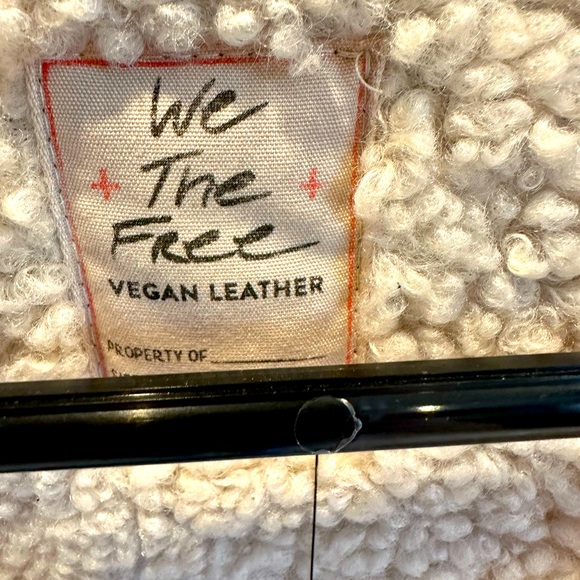 We
The
Free
VEGAN LEATHER
PROPERTY OF